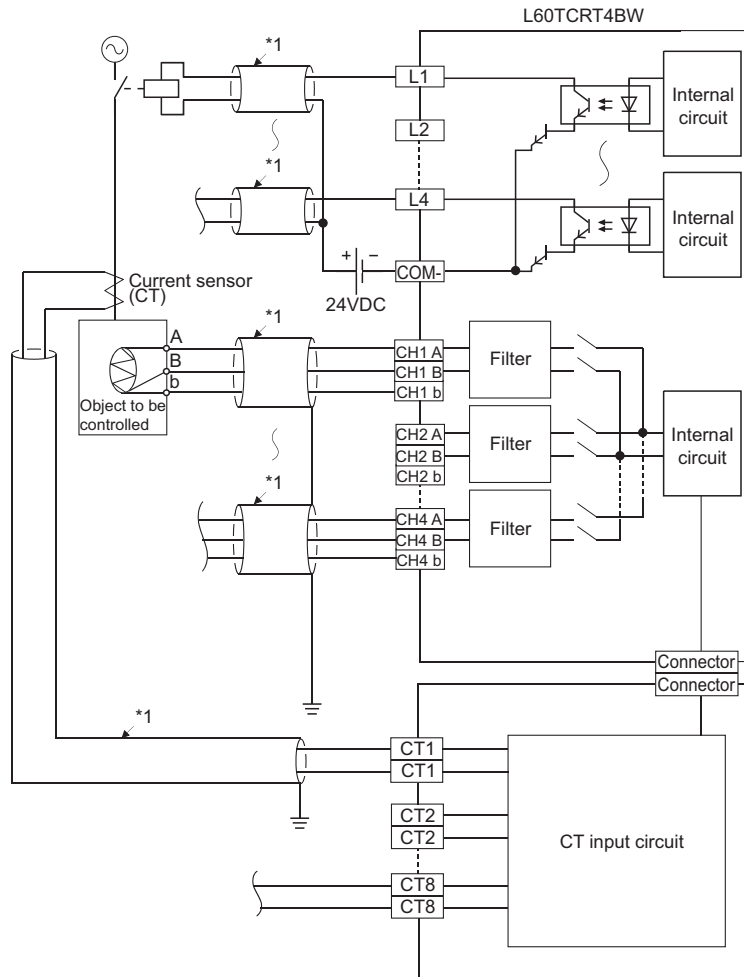 L60TCRT4BW
*1
L1
Internal
circuit
L2
*1
L4
Internal
circuit
+ −
COM-
24VDC
Current sensor
(CT)
*1
A
B
b
Object to be
controlled
CH1 A
CH1 B
CH1 b
Filter
CH2 A
CH2 B
CH2 b
Filter
Internal
circuit
*1
CH4 A
CH4 B
CH4 b
Filter
Connector
Connector
*1
CT1
CT1
CT2
CT2
CT input circuit
CT8
CT8